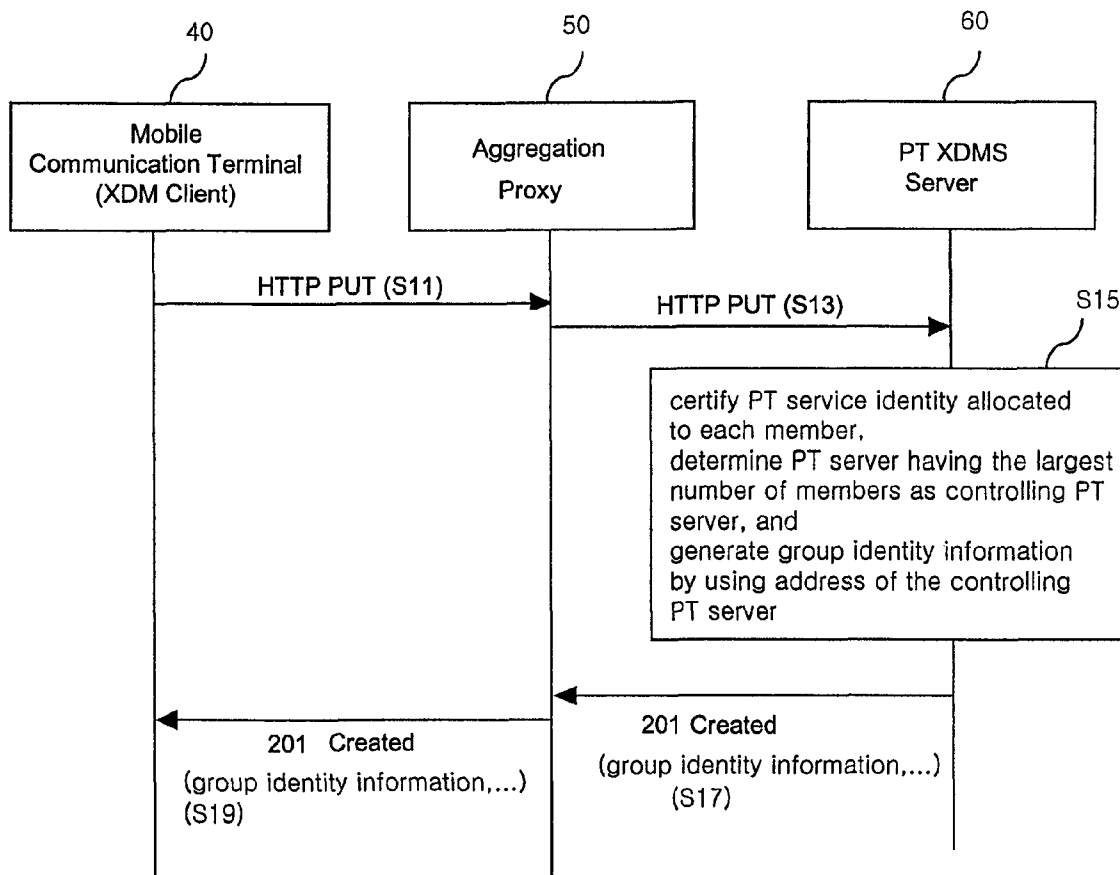 40
50
60
Mobile
Communication Terminal
(XDM Client)
Aggregation
Proxy
PT XDMS
Server
HTTP PUT (S11)
HTTP PUT (S13)
S15
certify PT service identity allocated
to each member,
determine PT server having the largest
number of members as controlling PT
server, and
generate group identity information
by using address of the controlling
PT server
201 Created
(group identity information,...)
(S17)
201 Created
(group identity information,...)
(S19)